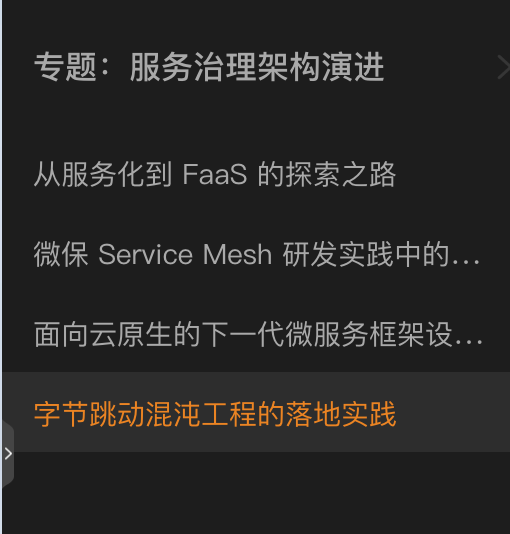 专题：服务治理架构演进
从服务化到 FaaS 的探索之路
微保 Service Mesh 研发实践中的...
面向云原生的下一代微服务框架设...
字节跳动混沌工程的落地实践